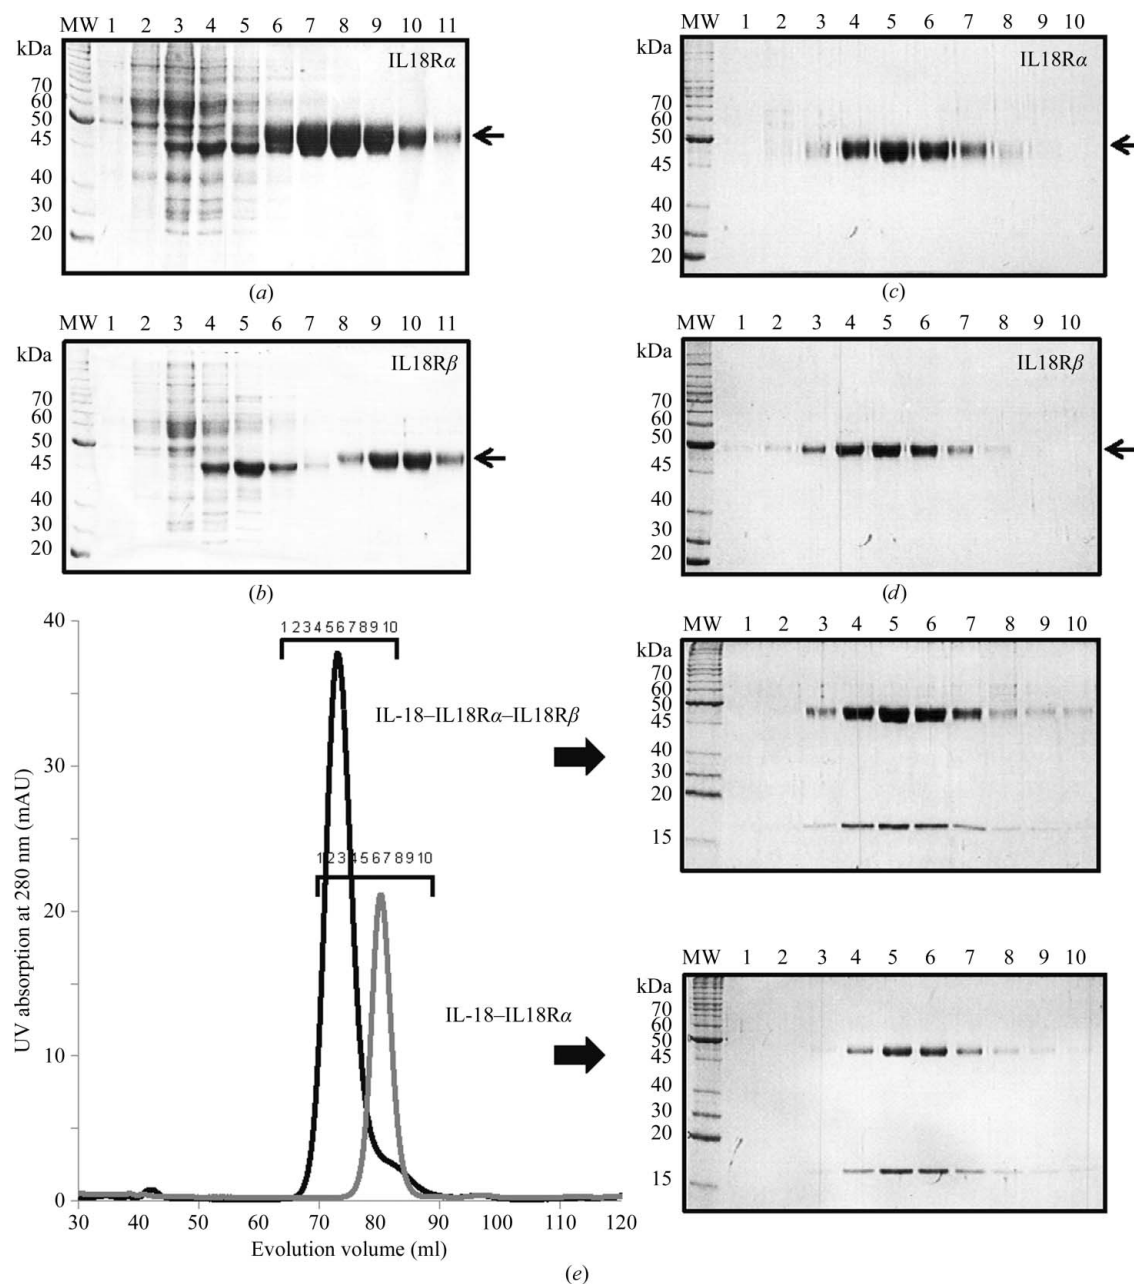 MW 1 2 3 4 5 6 7 8 9 10 11
kDa
IL18Rα
70
60
50
45
40
30
20
(a)
MW 1 2 3 4 5 6 7 8 9 10
kDa
IL18Rα
70
60
50
45
40
30
20
(c)
MW 1 2 3 4 5 6 7 8 9 10 11
kDa
IL18Rβ
70
60
50
45
40
30
20
(b)
MW 1 2 3 4 5 6 7 8 9 10
kDa
IL18Rβ
70
60
50
45
40
30
20
(d)
40
30
20
10
0
UV absorption at 280 nm (mAU)
1 2 3 4 5 6 7 8 9 10
IL-18–IL18Rα–IL18Rβ
1 2 3 4 5 6 7 8 9 10
IL-18–IL18Rα
30 40 50 60 70 80 90 100 110 120
Evolution volume (ml)
MW 1 2 3 4 5 6 7 8 9 10
kDa
70
60
50
45
40
30
20
15
MW 1 2 3 4 5 6 7 8 9 10
kDa
70
60
50
45
40
30
20
15
(e)